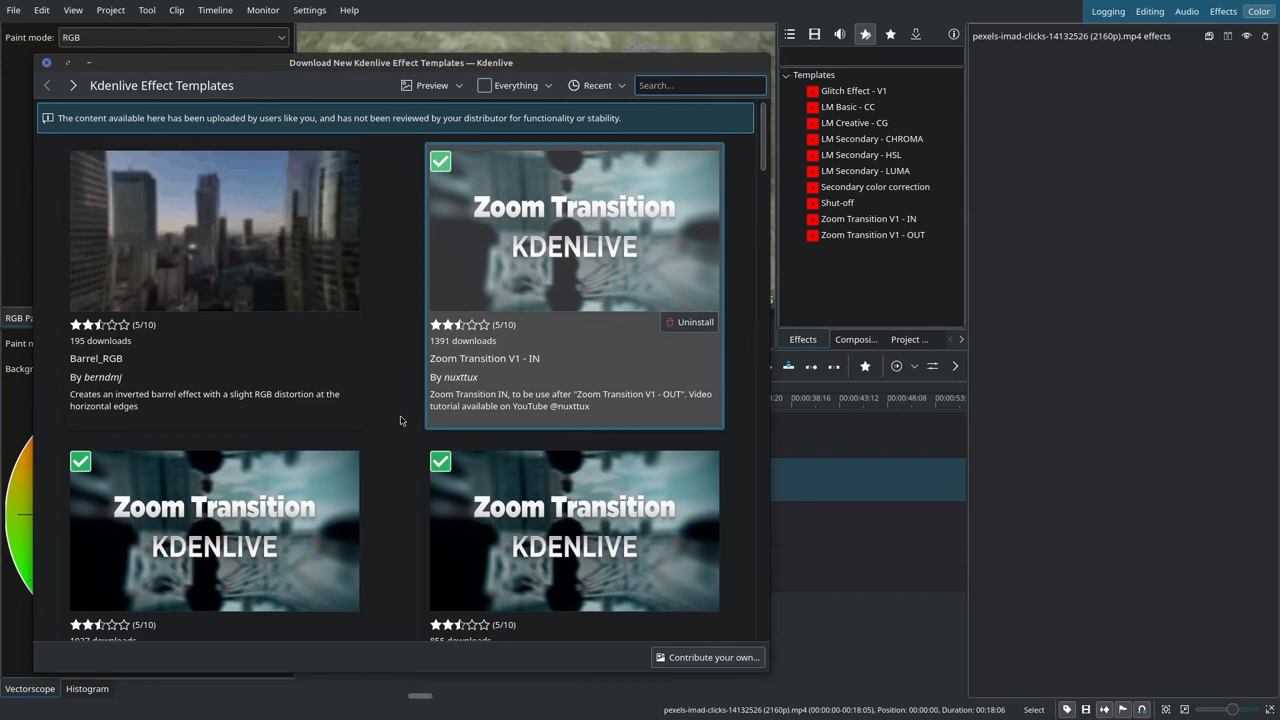 File Edit View Project Tool Clip Timeline Monitor Settings Help
Logging Editing Audio Effects Color
Paint mode: RGB
pexels-imad-clicks-14132526 (2160p).mp4 effects
Download New Kdenlive Effect Templates — Kdenlive
Kdenlive Effect Templates
Preview Everything Recent Search...
The content available here has been uploaded by users like you, and has not been reviewed by your distributor for functionality or stability.
Zoom Transition
KDENLIVE
(5/10)
195 downloads
Barrel_RGB
By berndmj
Creates an inverted barrel effect with a slight RGB distortion at the
horizontal edges
(5/10)
Uninstall
1391 downloads
Zoom Transition V1 - IN
By nuxttux
Zoom Transition IN, to be use after "Zoom Transition V1 - OUT". Video
tutorial available on YouTube @nuxttux
Zoom Transition
KDENLIVE
(5/10)
Zoom Transition
KDENLIVE
(5/10)
Contribute your own...
Templates
Glitch Effect - V1
LM Basic - CC
LM Creative - CG
LM Secondary - CHROMA
LM Secondary - HSL
LM Secondary - LUMA
Secondary color correction
Shut-off
Zoom Transition V1 - IN
Zoom Transition V1 - OUT
Effects Composi... Project ...
RGB Pa
Paint m
Backgr
00:00:38:16 00:00:43:12 00:00:48:08 00:00:53:
Vectorscope Histogram
pexels-imad-clicks-14132526 (2160p).mp4 (00:00:00-00:18:05), Position: 00:00:00, Duration: 00:18:06
Select